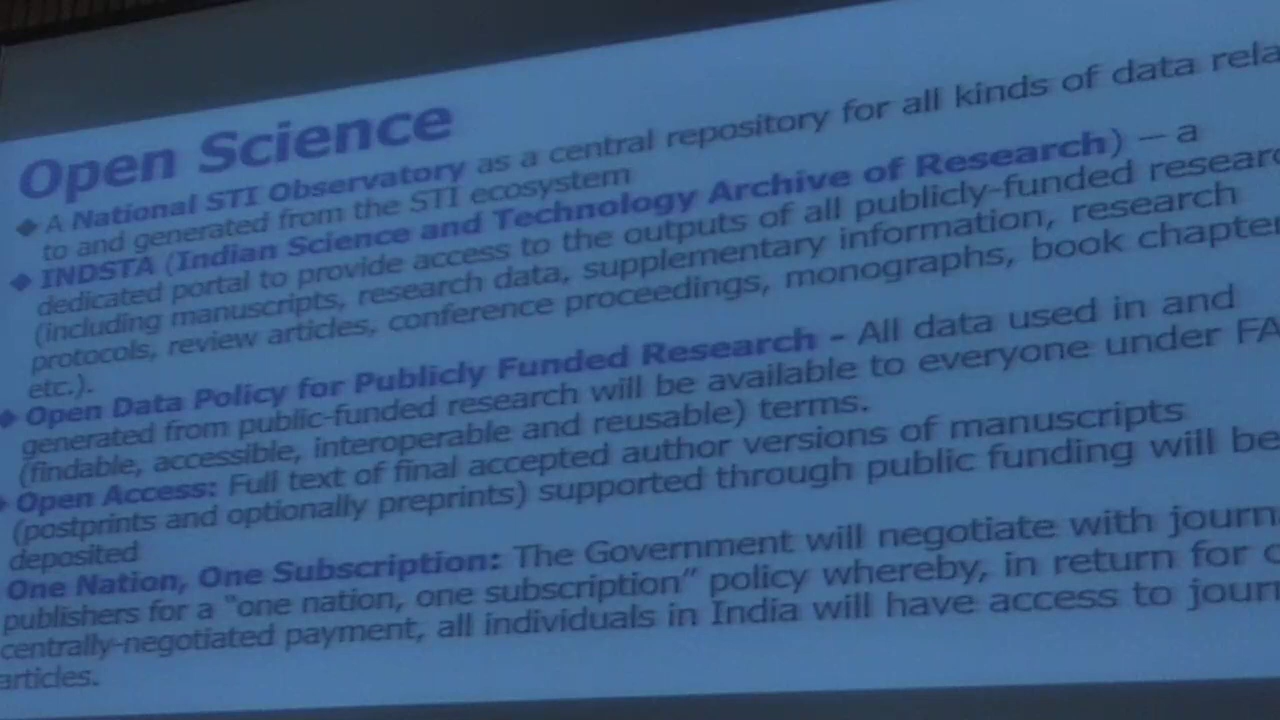 Open Science
◆ A National STI Observatory as a central repository for all kinds of data rela
to and generated from the STI ecosystem
◆ INDSTA (Indian Science and Technology Archive of Research) – a
dedicated portal to provide access to the outputs of all publicly-funded researc
(including manuscripts, research data, supplementary information, research
protocols, review articles, conference proceedings, monographs, book chapter
etc.).
◆ Open Data Policy for Publicly Funded Research - All data used in and
generated from public-funded research will be available to everyone under FA
(findable, accessible, interoperable and reusable) terms.
◆ Open Access: Full text of final accepted author versions of manuscripts
(postprints and optionally preprints) supported through public funding will be
deposited
One Nation, One Subscription: The Government will negotiate with journ
publishers for a "one nation, one subscription" policy whereby, in return for
centrally-negotiated payment, all individuals in India will have access to jour
articles.